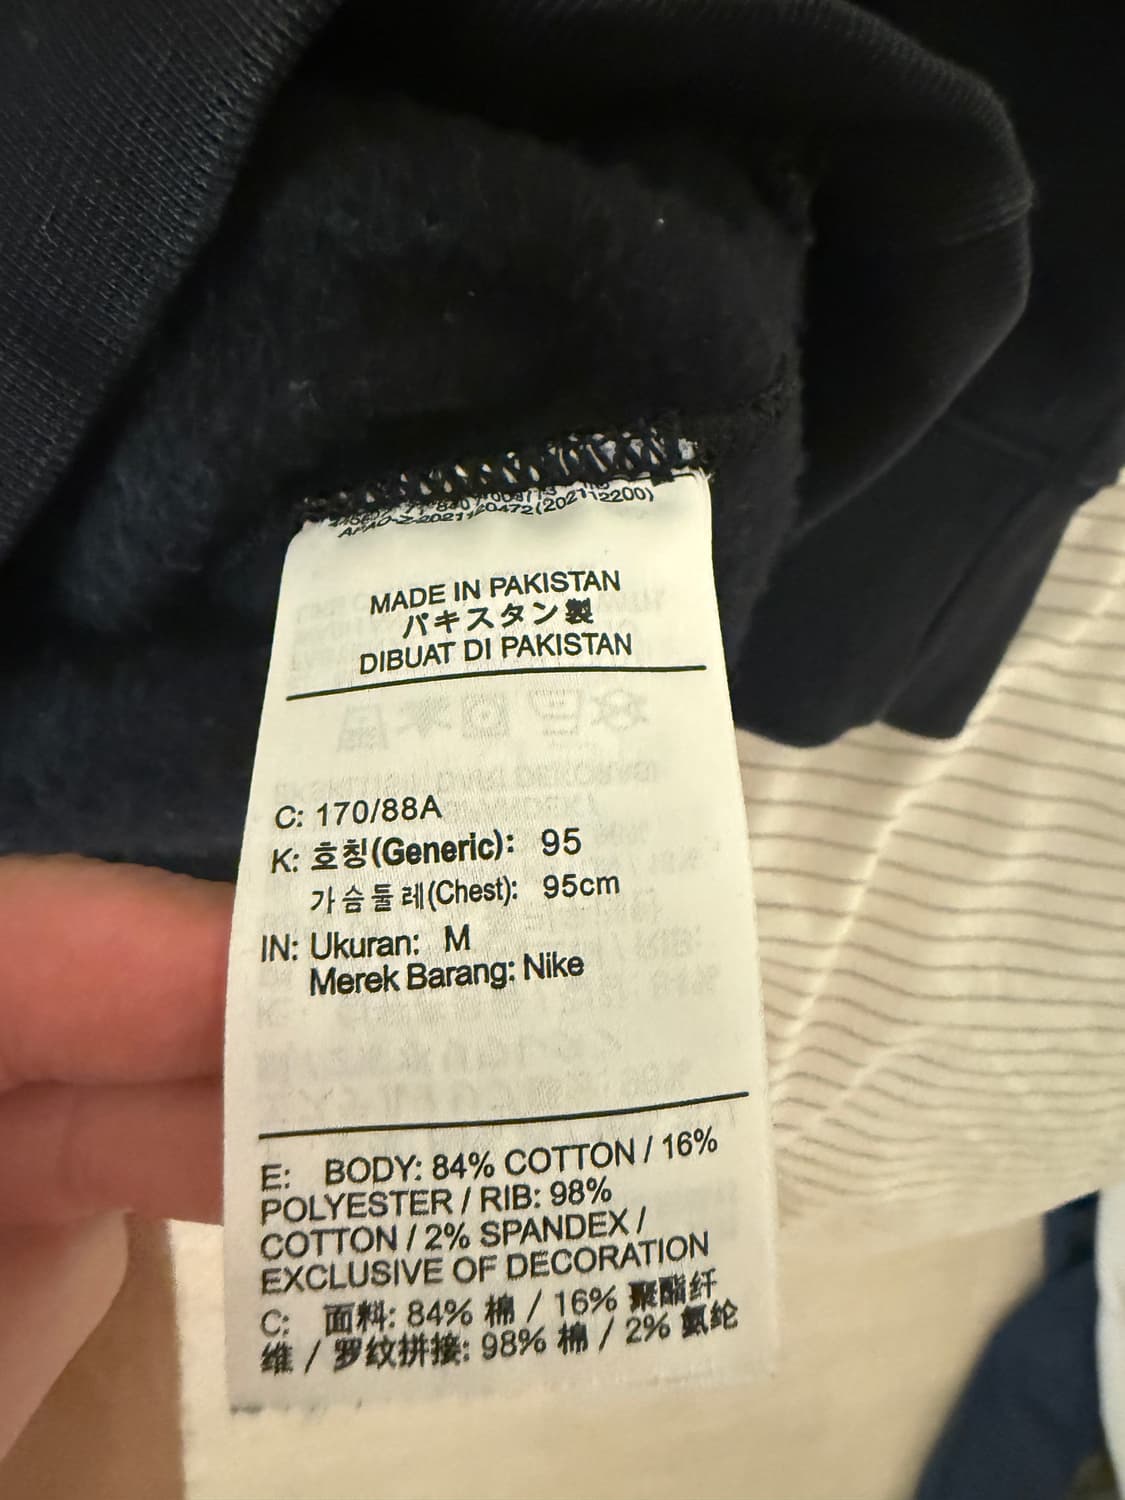 APAO-Z-2021120472(202112200)
MADE IN PAKISTAN
パキスタン製
DIBUAT DI PAKISTAN
C: 170/88A
K: 호칭(Generic): 95
가슴둘레(Chest): 95cm
IN: Ukuran: M
Merek Barang: Nike
E: BODY: 84% COTTON / 16%
POLYESTER / RIB: 98%
COTTON / 2% SPANDEX /
EXCLUSIVE OF DECORATION
C: 面料: 84% 棉 / 16% 聚酯纤
维 / 罗纹拼接: 98% 棉 / 2% 氨纶